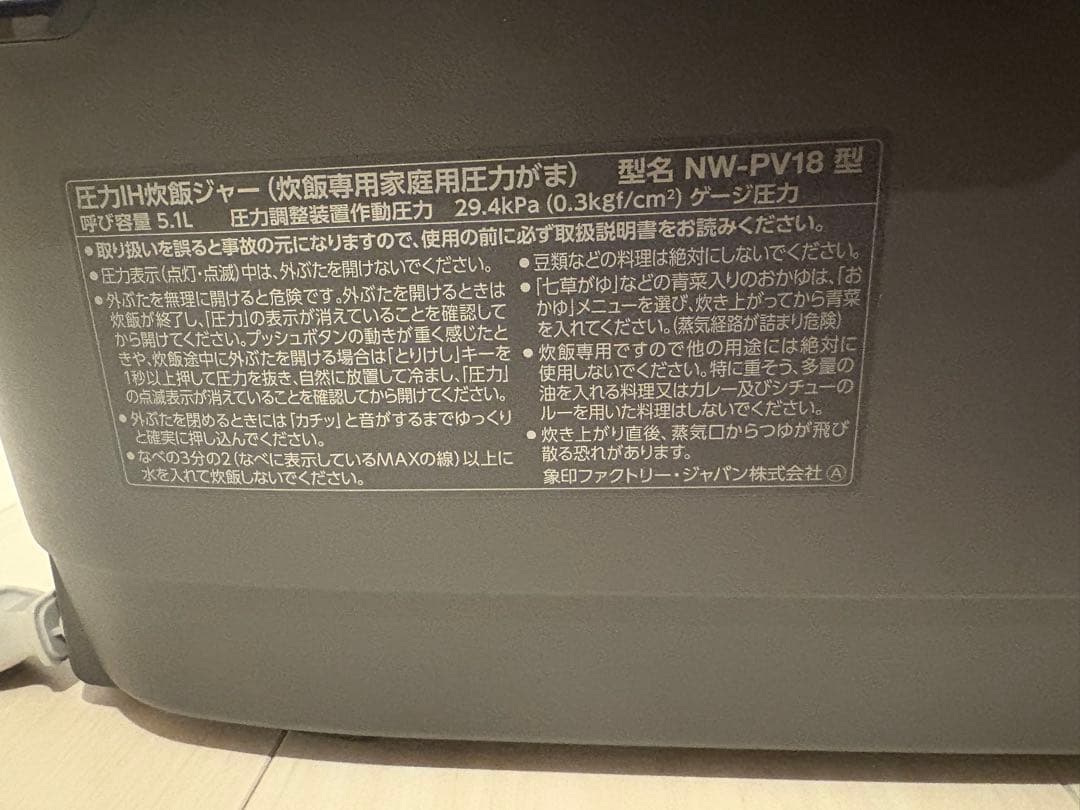 圧力IH炊飯ジャー(炊飯専用家庭用圧力がま) 型名 NW-PV18 型
呼び容量 5.1L 圧力調整装置作動圧力 29.4kPa (0.3kgf/cm²) ゲージ圧力
●取り扱いを誤ると事故の元になりますので、使用の前に必ず取扱説明書をお読みください。
●圧力表示(点灯・点滅)中は、外ぶたを開けないでください。
●外ぶたを無理に開けると危険です。外ぶたを開けるときは
炊飯が終了し、「圧力」の表示が消えていることを確認して
から開けてください。プッシュボタンの動きが重く感じたと
きや、炊飯途中に外ぶたを開ける場合は「とりけし」キーを
1秒以上押して圧力を抜き、自然に放置して冷まし、「圧力」
の点滅表示が消えていることを確認してから開けてください。
●外ぶたを閉めるときには「カチッ」と音がするまでゆっくり
と確実に押し込んでください。
●なべの3分の2(なべに表示しているMAXの線)以上に
水を入れて炊飯しないでください。
●豆類などの料理は絶対にしないでください。
●「七草がゆ」などの青菜入りのおかゆは、「お
かゆ」メニューを選び、炊き上がってから青菜
を入れてください。(蒸気経路が詰まり危険)
●炊飯専用ですので他の用途には絶対に
使用しないでください。特に重そう、多量の
油を入れる料理又はカレー及びシチューの
ルーを用いた料理はしないでください。
●炊き上がり直後、蒸気口からつゆが飛び
散る恐れがあります。
象印ファクトリー・ジャパン株式会社 Ⓐ